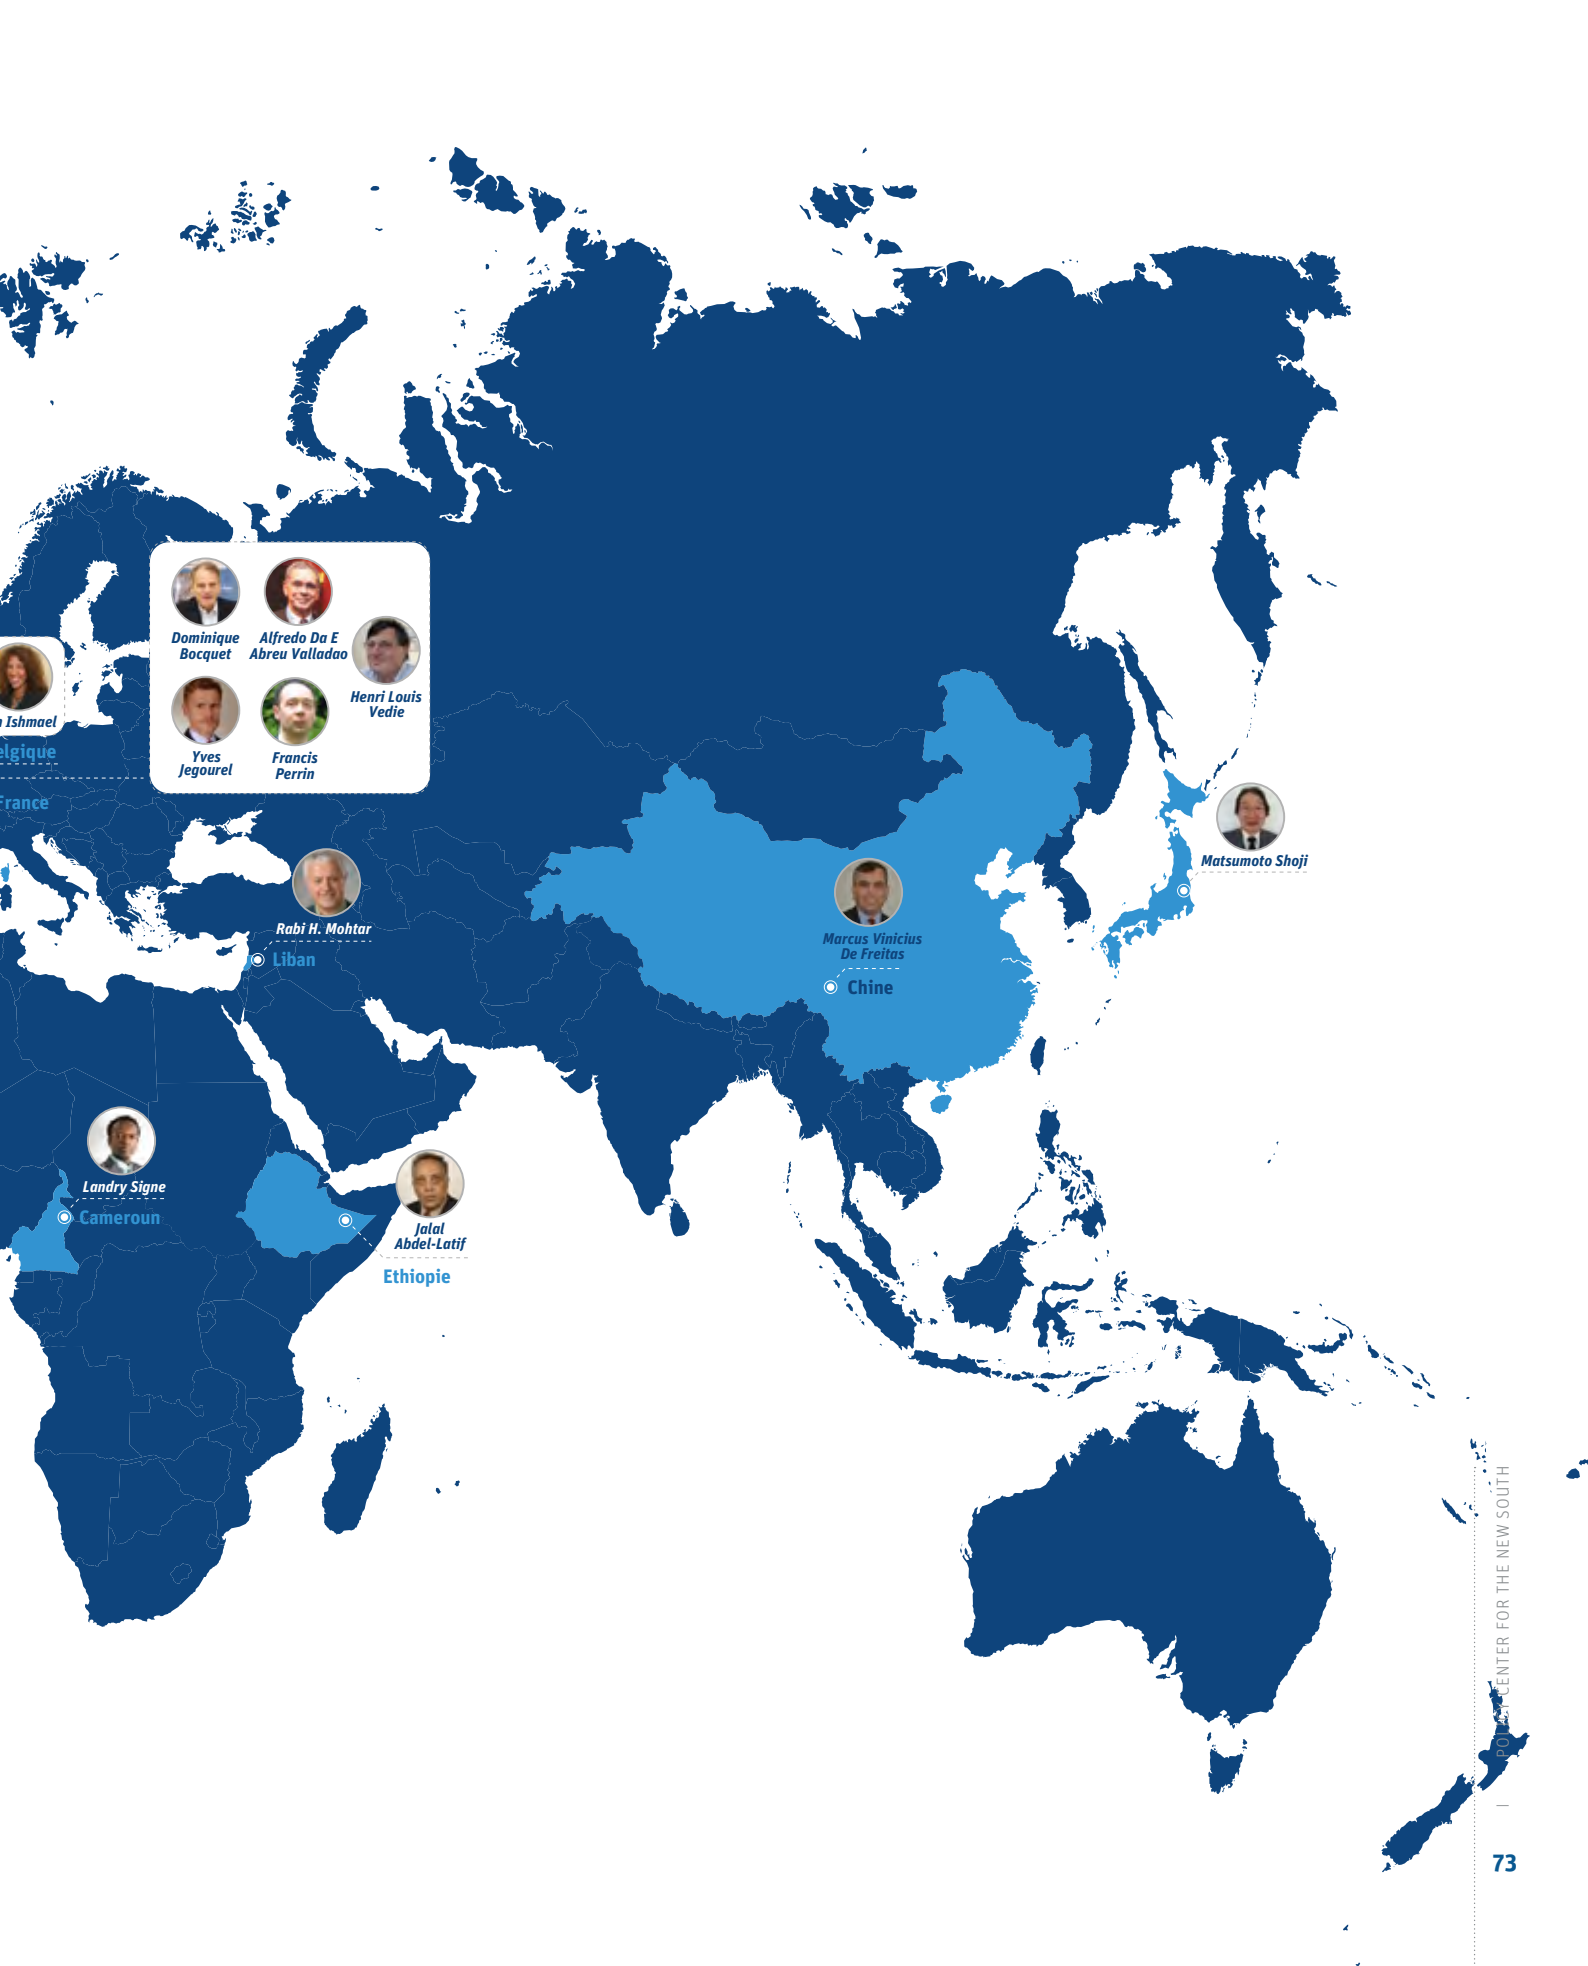 Dominique
Bocquet
Alfredo Da E
Abreu Valladao
Henri Louis
Vedie
Yves
Jegourel
Francis
Perrin
Ishmael
elgique
France
Matsumoto Shoji
Rabi H. Mohtar
Liban
Marcus Vinicius
De Freitas
Chine
Landry Signe
Cameroun
Jalal
Abdel-Latif
Ethiopie
POLICY CENTER FOR THE NEW SOUTH
|
73